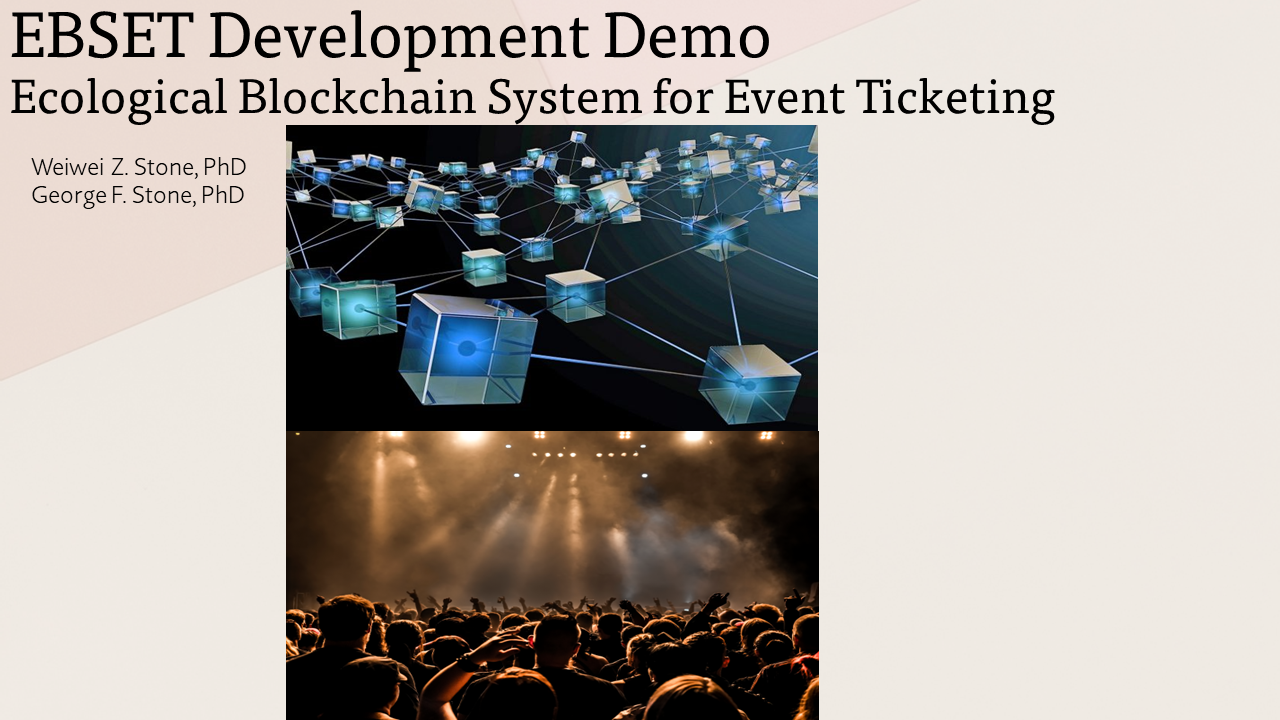 EBSET Development Demo
Ecological Blockchain System for Event Ticketing
Weiwei Z. Stone, PhD
George F. Stone, PhD